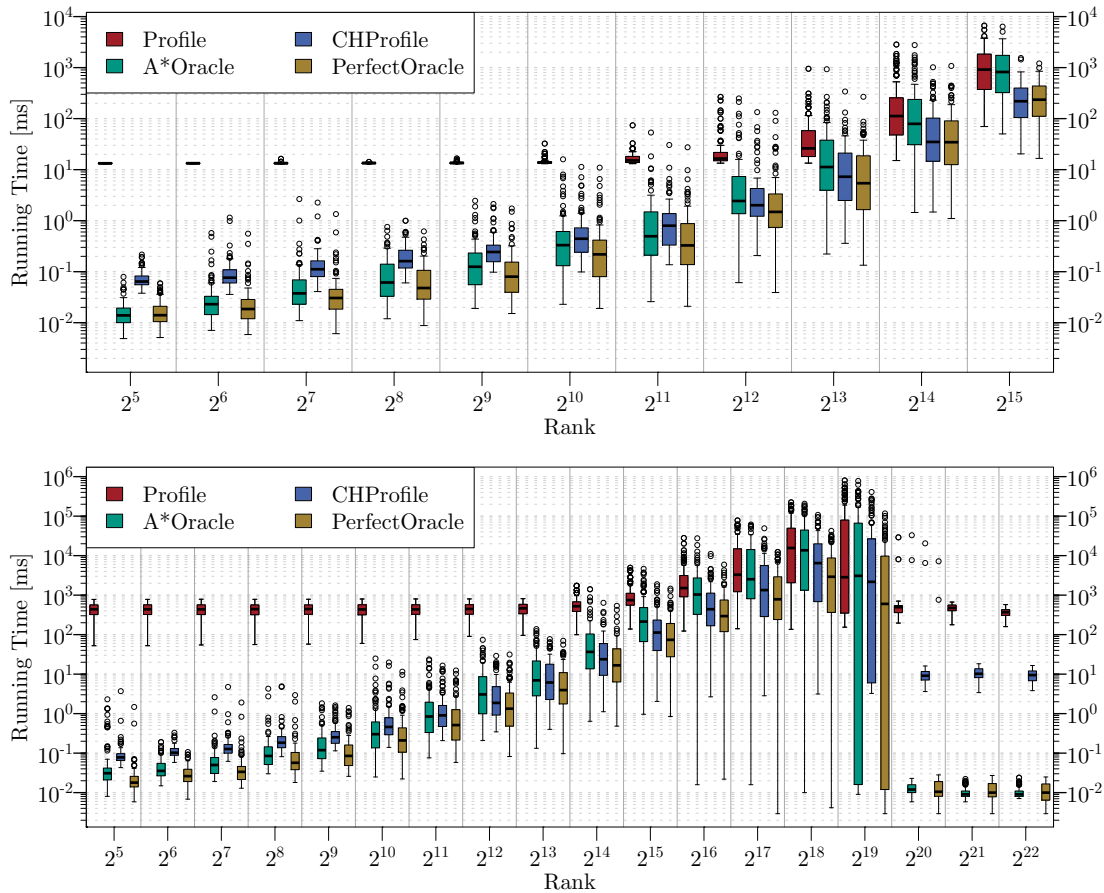 Profile CHProfile
A*Oracle PerfectOracle
Running Time [ms]
10^4 10^3 10^2 10^1 10^0 10^-1 10^-2
10^4 10^3 10^2 10^1 10^0 10^-1 10^-2
2^5 2^6 2^7 2^8 2^9 2^10 2^11 2^12 2^13 2^14 2^15
Rank
Profile CHProfile
A*Oracle PerfectOracle
Running Time [ms]
10^6 10^5 10^4 10^3 10^2 10^1 10^0 10^-1 10^-2
10^6 10^5 10^4 10^3 10^2 10^1 10^0 10^-1 10^-2
2^5 2^6 2^7 2^8 2^9 2^10 2^11 2^12 2^13 2^14 2^15 2^16 2^17 2^18 2^19 2^20 2^21 2^22
Rank